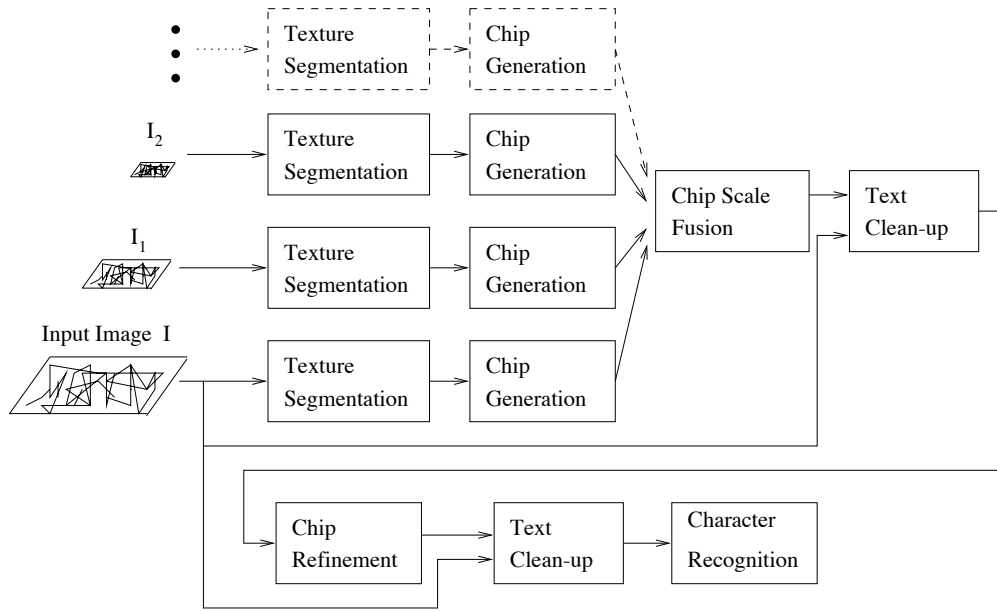 Texture
Segmentation
Chip
Generation
I2
Texture
Segmentation
Chip
Generation
Chip Scale
Fusion
Text
Clean-up
I1
Texture
Segmentation
Chip
Generation
Input Image I
Texture
Segmentation
Chip
Generation
Chip
Refinement
Text
Clean-up
Character
Recognition